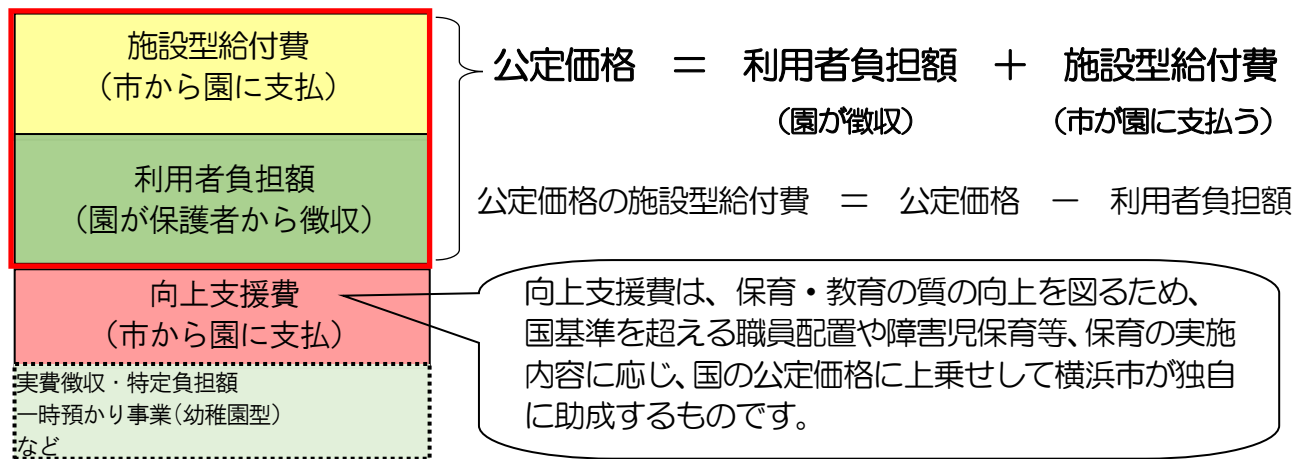 施設型給付費
（市から園に支払）
利用者負担額
（園が保護者から徴収）
向上支援費
（市から園に支払）
実費徴収・特定負担額
一時預かり事業(幼稚園型)
など
公定価格 ＝ 利用者負担額 ＋ 施設型給付費
（園が徴収） （市が園に支払う）
公定価格の施設型給付費 ＝ 公定価格 － 利用者負担額
向上支援費は、保育・教育の質の向上を図るため、
国基準を超える職員配置や障害児保育等、保育の実施
内容に応じ、国の公定価格に上乗せして横浜市が独自
に助成するものです。